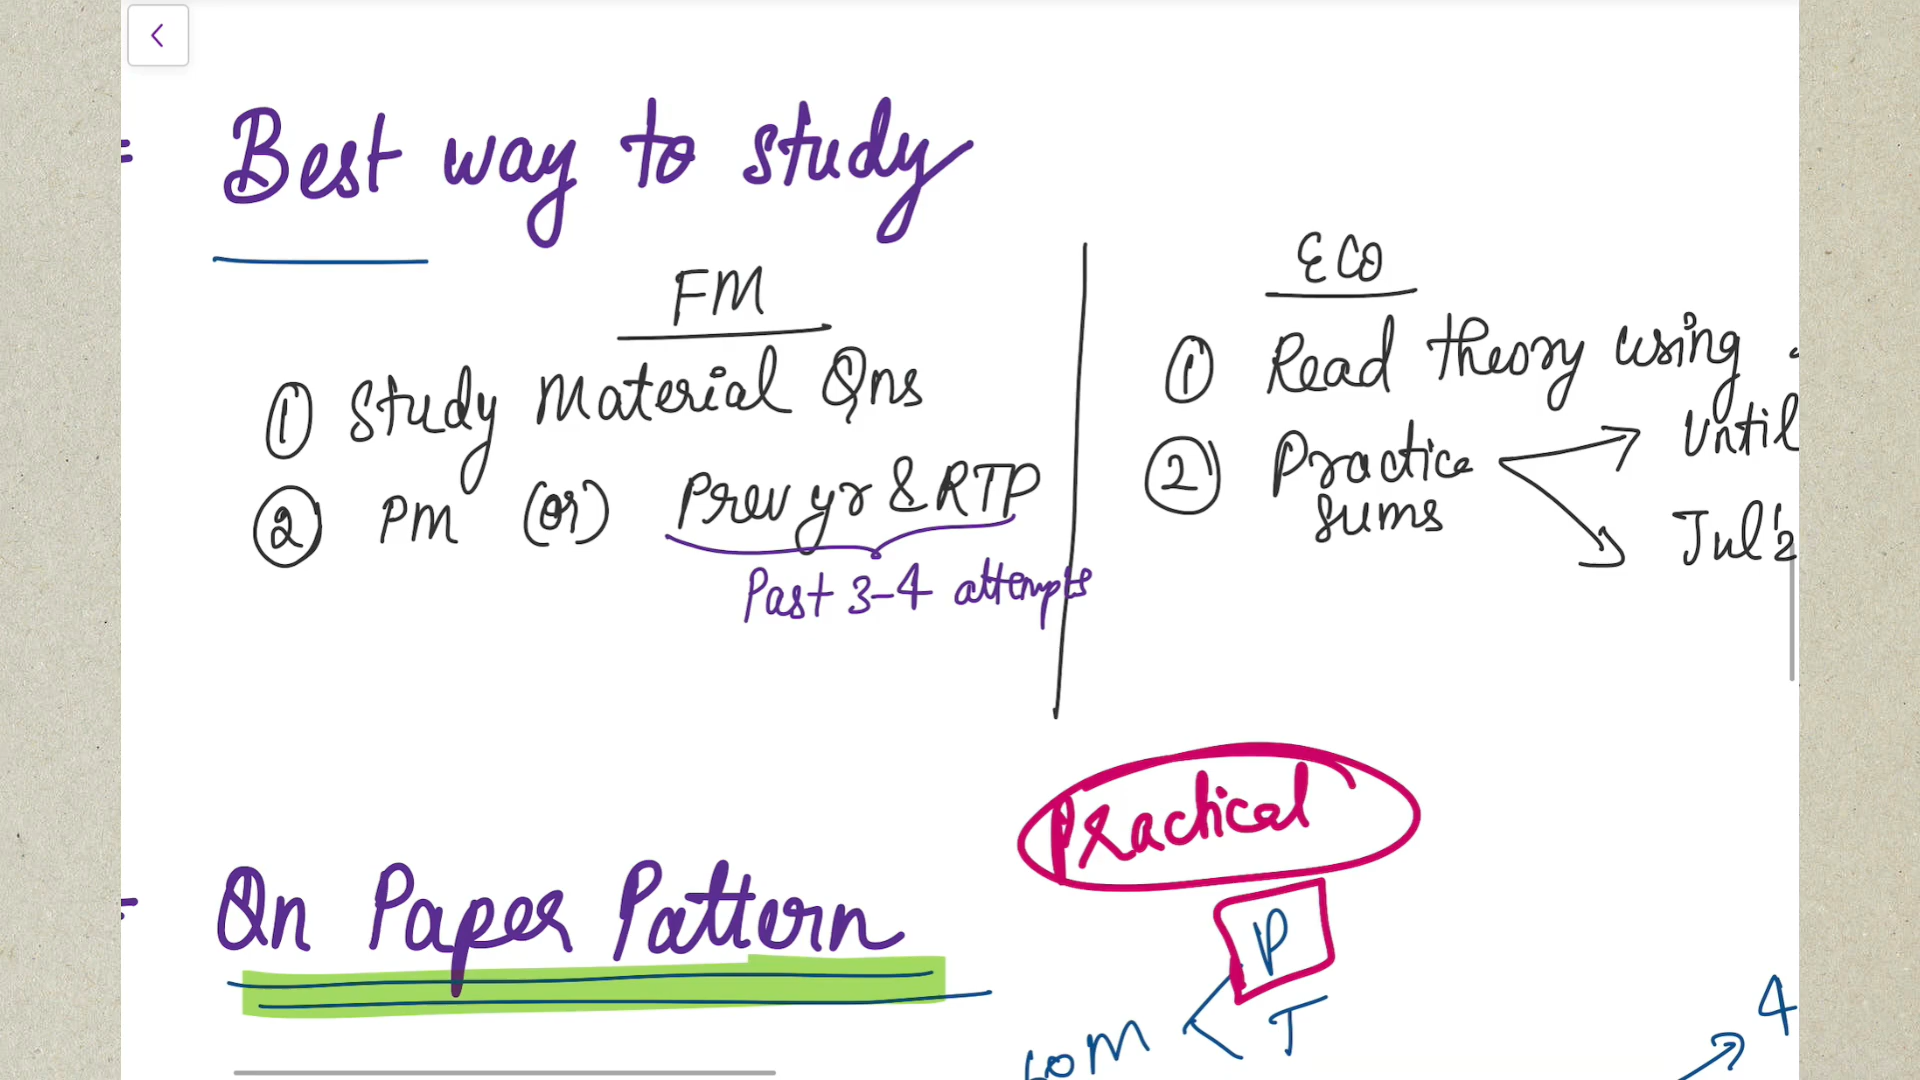 Best way to study
FM
① Study Material Qns
② PM (or) Prev yr & RTP
Past 3-4 attempts
ECO
① Read theory using
② Practice
sums
Until
Jul'2
Practical
Qn Paper Pattern
P
T
4